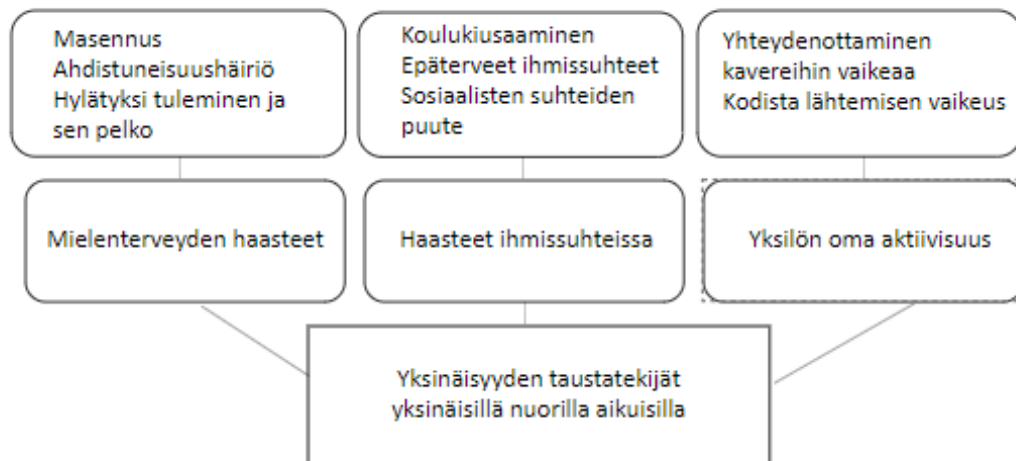 Masennus
Ahdistuneisuushäiriö
Hylätyksi tuleminen ja
sen pelko
Koulukiusaaminen
Epäterveet ihmissuhteet
Sosiaalisten suhteiden
puute
Yhteydenottaminen
kavereihin vaikeaa
Kodista lähtemisen vaikeus
Mielenterveyden haasteet
Haasteet ihmissuhteissa
Yksilön oma aktiivisuus
Yksinäisyyden taustatekijät
yksinäisillä nuorilla aikuisilla